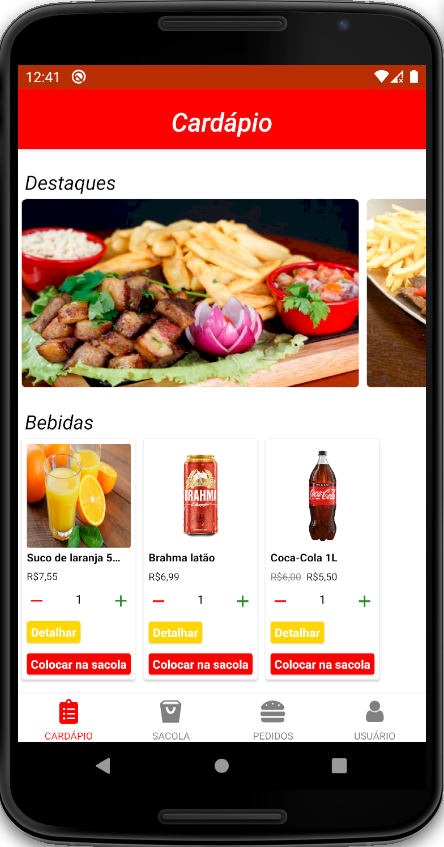 12:41
Cardápio
Destaques
Bebidas
BRAHMA
Chopp
Coca-Cola
Suco de laranja 5...
Brahma latão
Coca-Cola 1L
R$7,55
R$6,99
R$6,00 R$5,50
− 1 +
− 1 +
− 1 +
Detalhar
Detalhar
Detalhar
Colocar na sacola
Colocar na sacola
Colocar na sacola
CARDÁPIO
SACOLA
PEDIDOS
USUÁRIO